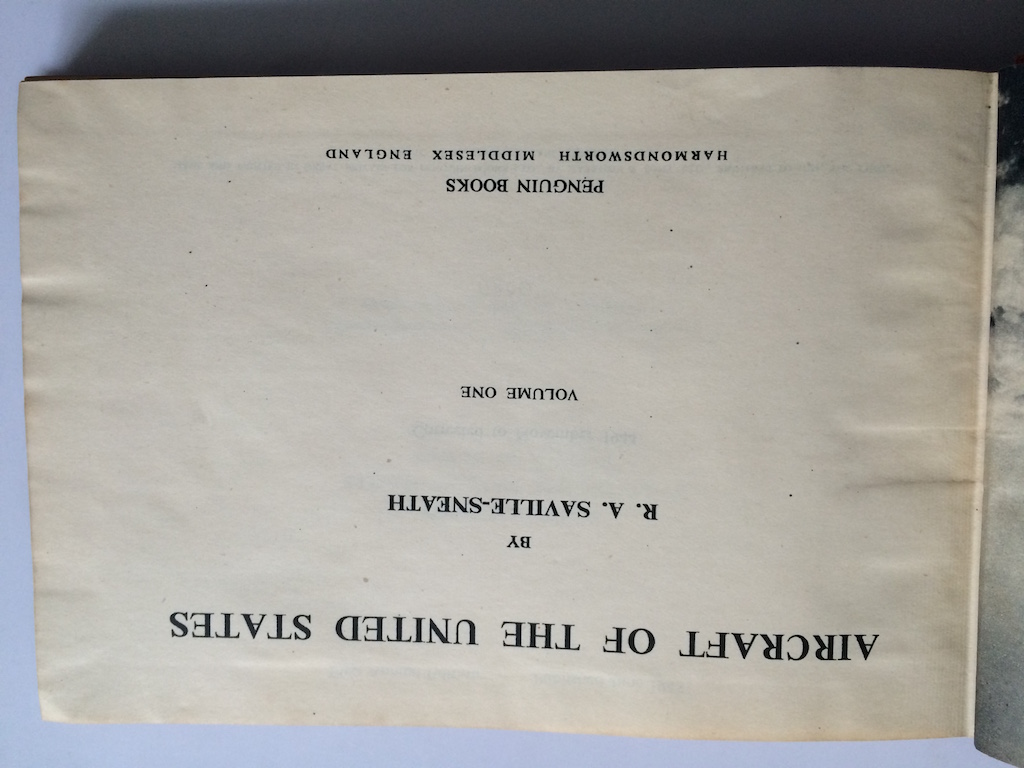 AIRCRAFT OF THE UNITED STATES
BY
R. A. SAVILLE-SNEATH
VOLUME ONE
PENGUIN BOOKS
HARMONDSWORTH MIDDLESEX ENGLAND